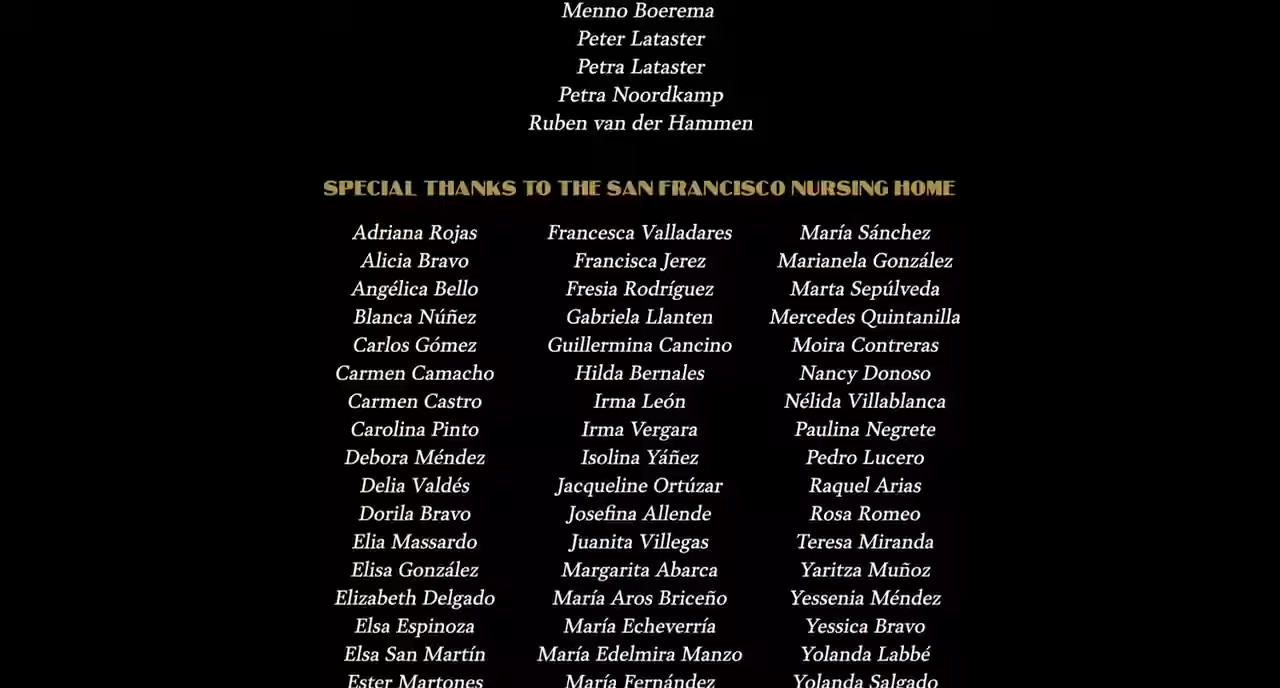 Menno Boerema
Peter Lataster
Petra Lataster
Petra Noordkamp
Ruben van der Hammen
SPECIAL THANKS TO THE SAN FRANCISCO NURSING HOME
Adriana Rojas Francesca Valladares María Sánchez
Alicia Bravo Francisca Jerez Marianela González
Angélica Bello Fresia Rodríguez Marta Sepúlveda
Blanca Núñez Gabriela Llanten Mercedes Quintanilla
Carlos Gómez Guillermina Cancino Moira Contreras
Carmen Camacho Hilda Bernales Nancy Donoso
Carmen Castro Irma León Nélida Villablanca
Carolina Pinto Irma Vergara Paulina Negrete
Debora Méndez Isolina Yáñez Pedro Lucero
Delia Valdés Jacqueline Ortúzar Raquel Arias
Dorila Bravo Josefina Allende Rosa Romeo
Elia Massardo Juanita Villegas Teresa Miranda
Elisa González Margarita Abarca Yaritza Muñoz
Elizabeth Delgado María Aros Briceño Yessenia Méndez
Elsa Espinoza María Echeverría Yessica Bravo
Elsa San Martín María Edelmira Manzo Yolanda Labbé
Ester Martones María Fernández Yolanda Salgado